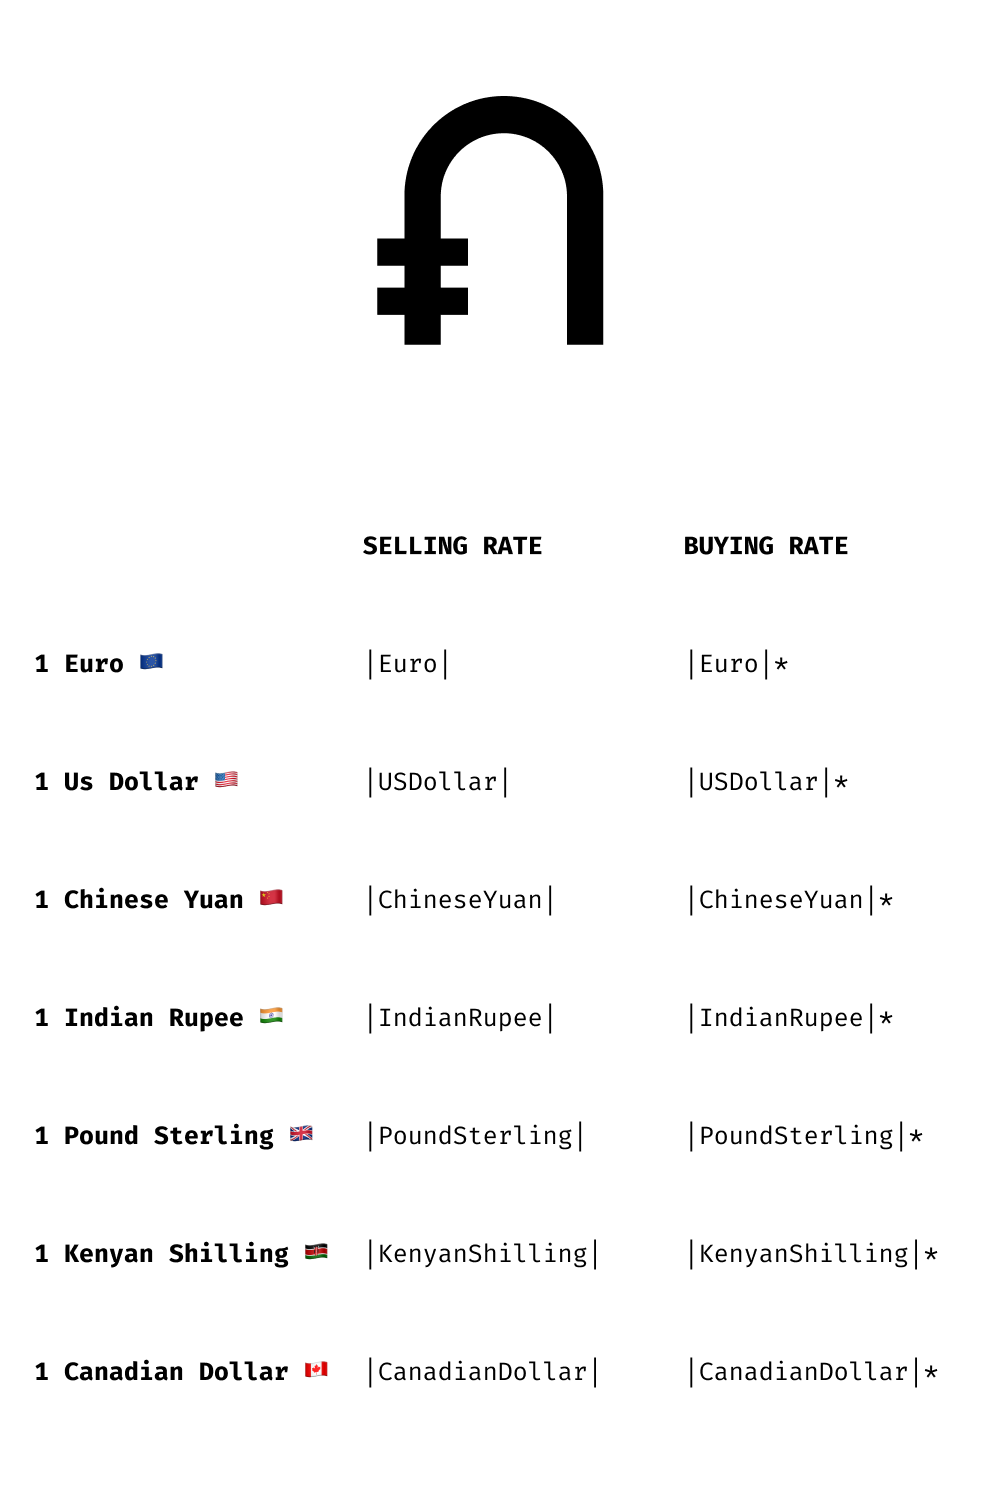 SELLING RATE BUYING RATE
1 Euro 🇪🇺 |Euro| |Euro|*
1 Us Dollar 🇺🇸 |USDollar| |USDollar|*
1 Chinese Yuan 🇨🇳 |ChineseYuan| |ChineseYuan|*
1 Indian Rupee 🇮🇳 |IndianRupee| |IndianRupee|*
1 Pound Sterling 🇬🇧 |PoundSterling| |PoundSterling|*
1 Kenyan Shilling 🇰🇪 |KenyanShilling| |KenyanShilling|*
1 Canadian Dollar 🇨🇦 |CanadianDollar| |CanadianDollar|*